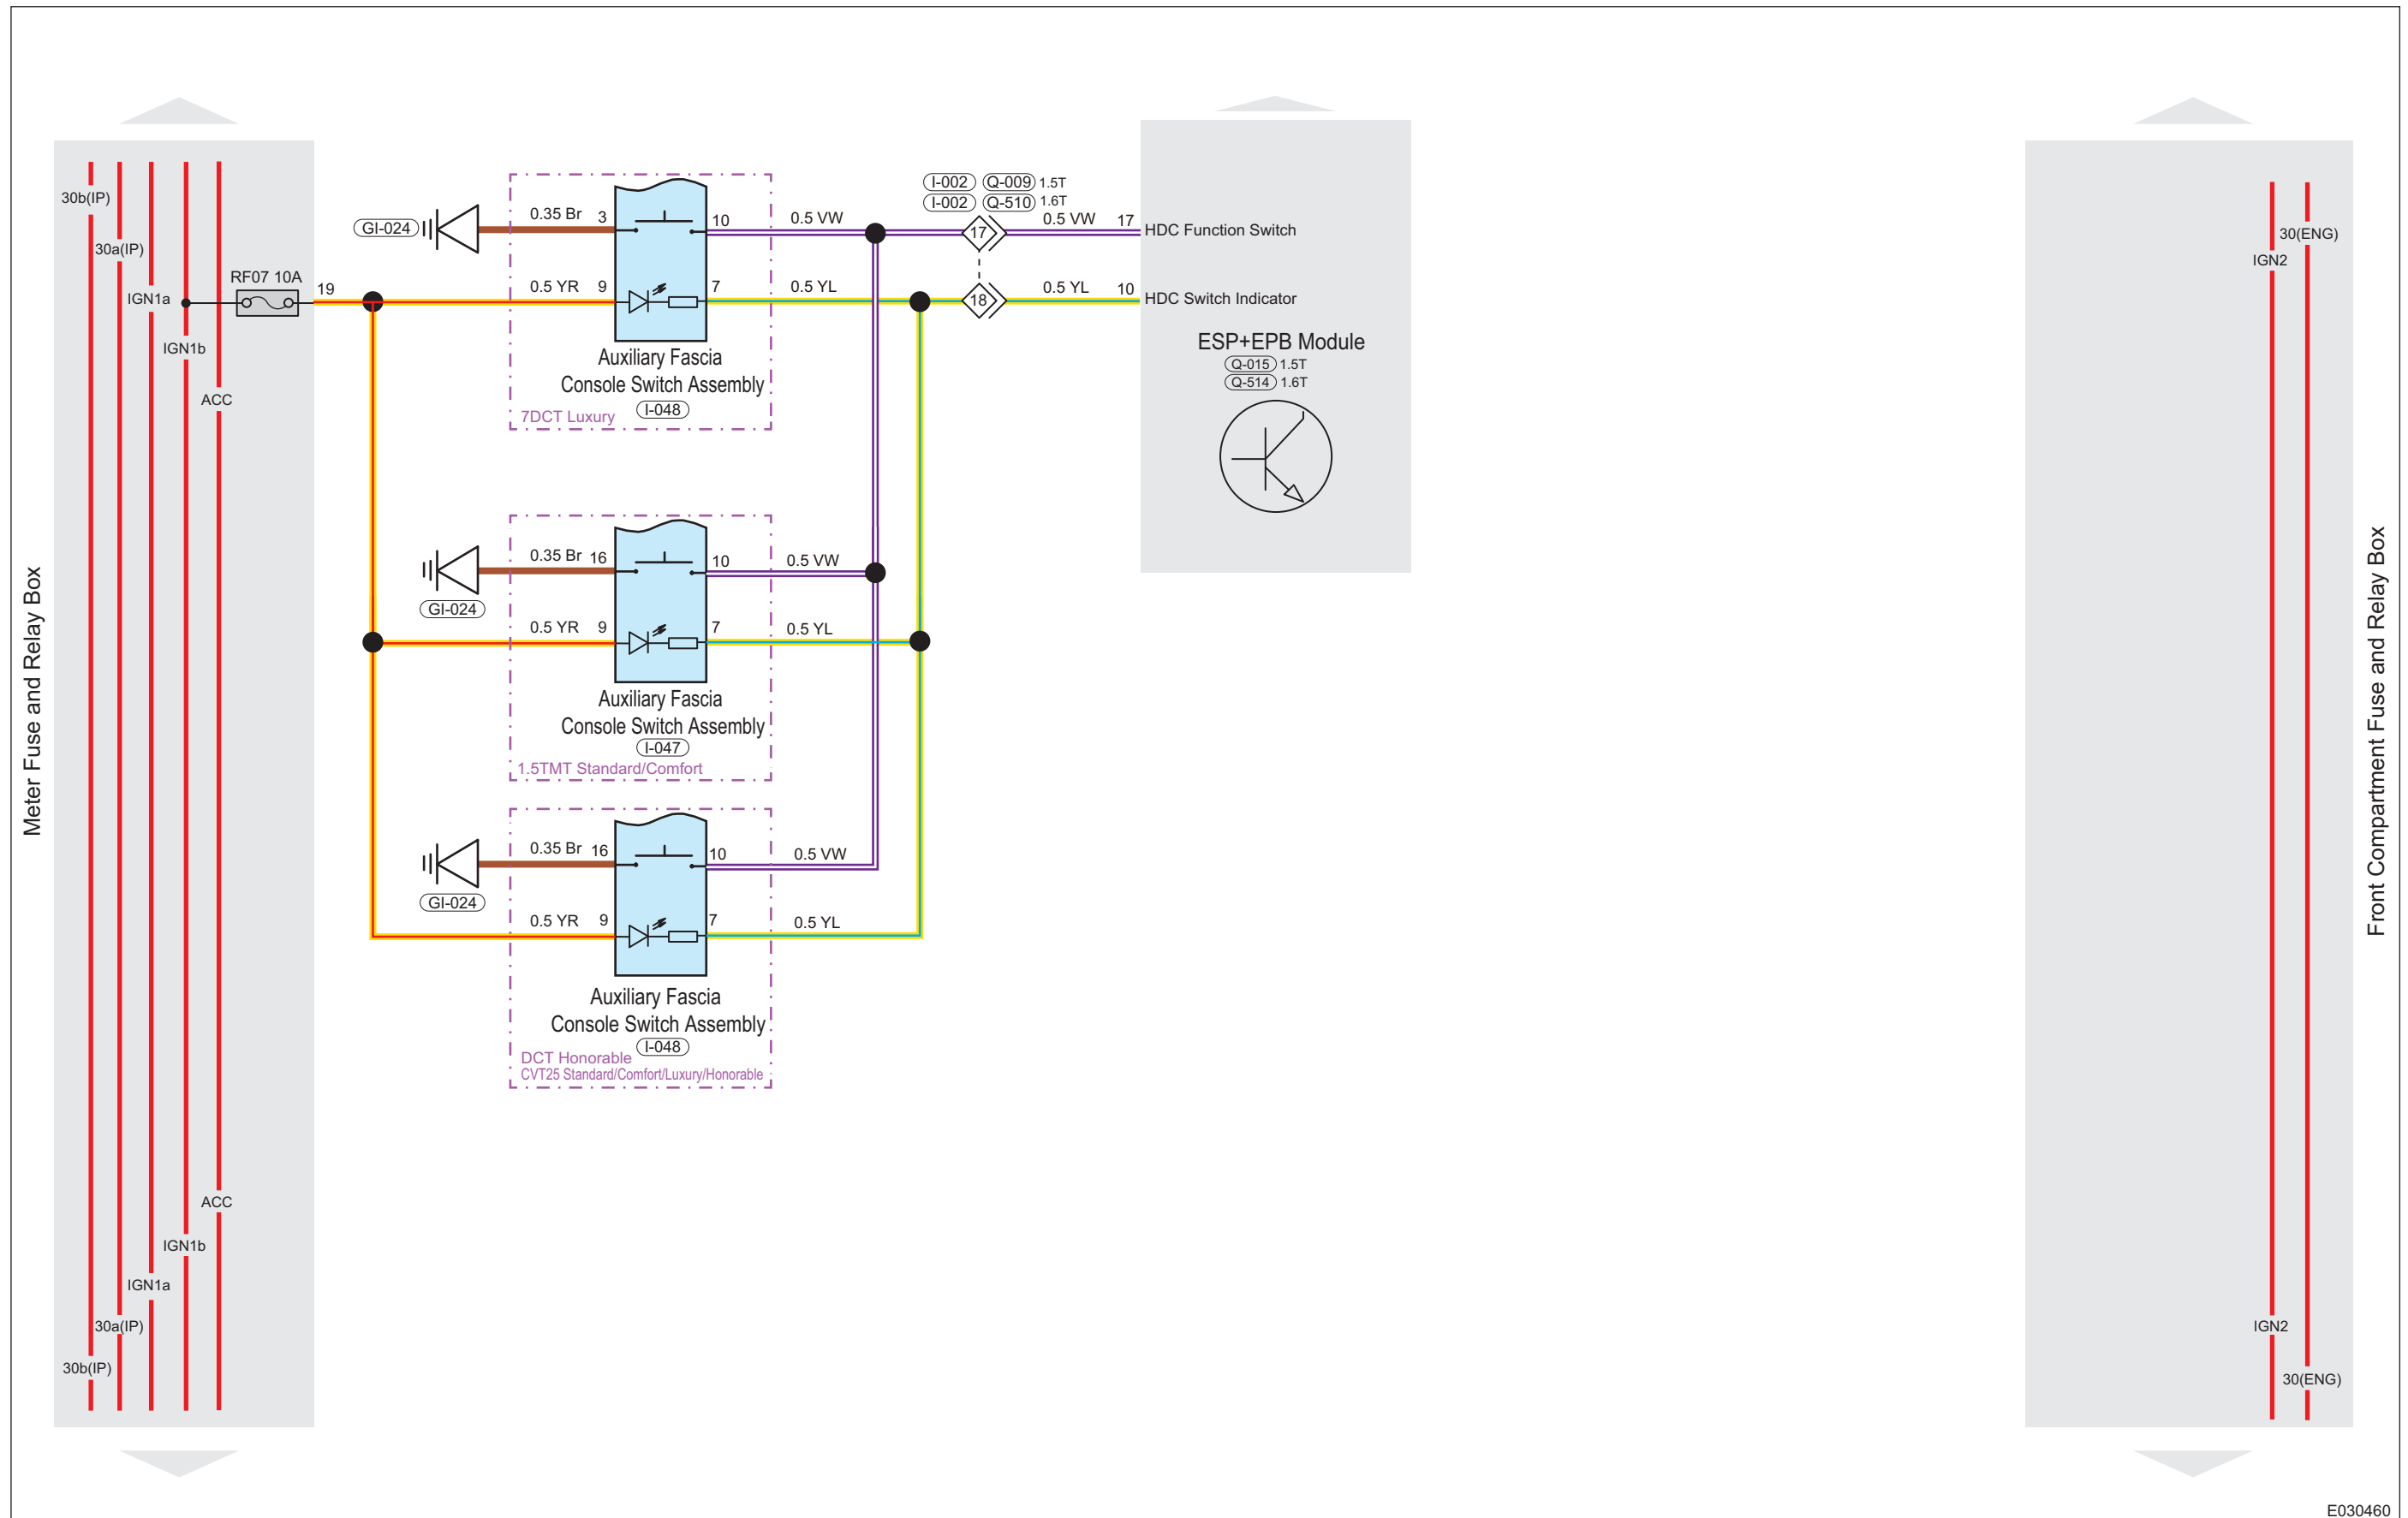 Meter Fuse and Relay Box
30b(IP)
30a(IP)
IGN1a
IGN1b
ACC
RF07 10A
19
ACC
IGN1b
IGN1a
30a(IP)
30b(IP)
GI-024
0.35 Br 3
10 0.5 VW
0.5 YR 9
7 0.5 YL
Auxiliary Fascia
Console Switch Assembly
I-048
7DCT Luxury
GI-024
0.35 Br 16
10 0.5 VW
0.5 YR 9
7 0.5 YL
Auxiliary Fascia
Console Switch Assembly
I-047
1.5TMT Standard/Comfort
GI-024
0.35 Br 16
10 0.5 VW
0.5 YR 9
7 0.5 YL
Auxiliary Fascia
Console Switch Assembly
I-048
DCT Honorable
CVT25 Standard/Comfort/Luxury/Honorable
I-002 Q-009 1.5T
I-002 Q-510 1.6T
17 0.5 VW 17
HDC Function Switch
18 0.5 YL 10
HDC Switch Indicator
ESP+EPB Module
Q-015 1.5T
Q-514 1.6T
30(ENG)
IGN2
IGN2
30(ENG)
Front Compartment Fuse and Relay Box
E030460